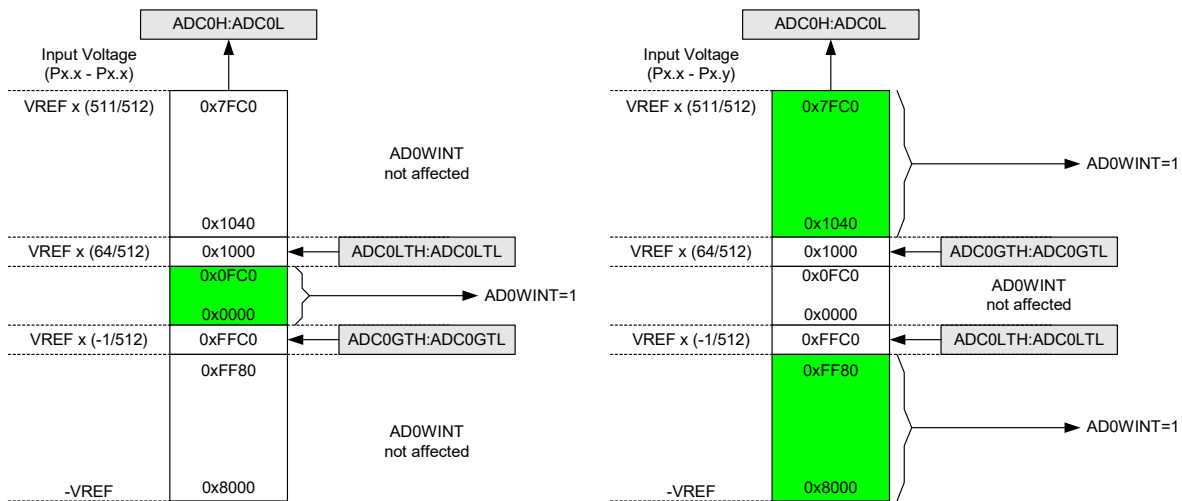 ADC0H:ADC0L
Input Voltage
(Px.x - Px.x)
VREF x (511/512)
0x7FC0
AD0WINT
not affected
0x1040
VREF x (64/512)
0x1000
ADC0LTH:ADC0LTL
0x0FC0
AD0WINT=1
0x0000
VREF x (-1/512)
0xFFC0
ADC0GTH:ADC0GTL
0xFF80
AD0WINT
not affected
-VREF
0x8000
ADC0H:ADC0L
Input Voltage
(Px.x - Px.y)
VREF x (511/512)
0x7FC0
AD0WINT=1
0x1040
VREF x (64/512)
0x1000
ADC0GTH:ADC0GTL
0x0FC0
AD0WINT
not affected
0x0000
VREF x (-1/512)
0xFFC0
ADC0LTH:ADC0LTL
0xFF80
AD0WINT=1
-VREF
0x8000